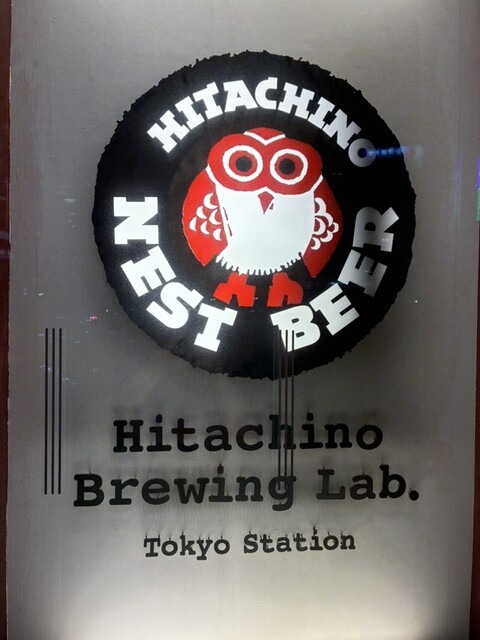 HITACHINO
NEST BEER
Hitachino
Brewing Lab.
Tokyo Station